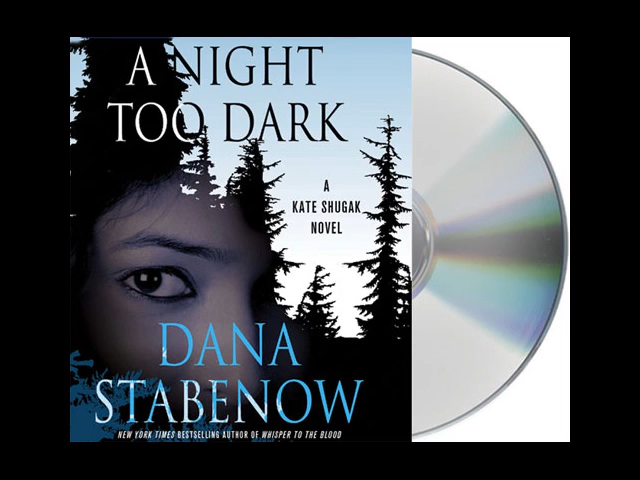 A NIGHT
TOO DARK
A
KATE SHUGAK
NOVEL
DANA
STABENOW
NEW YORK TIMES BESTSELLING AUTHOR OF WHISPER TO THE BLOOD